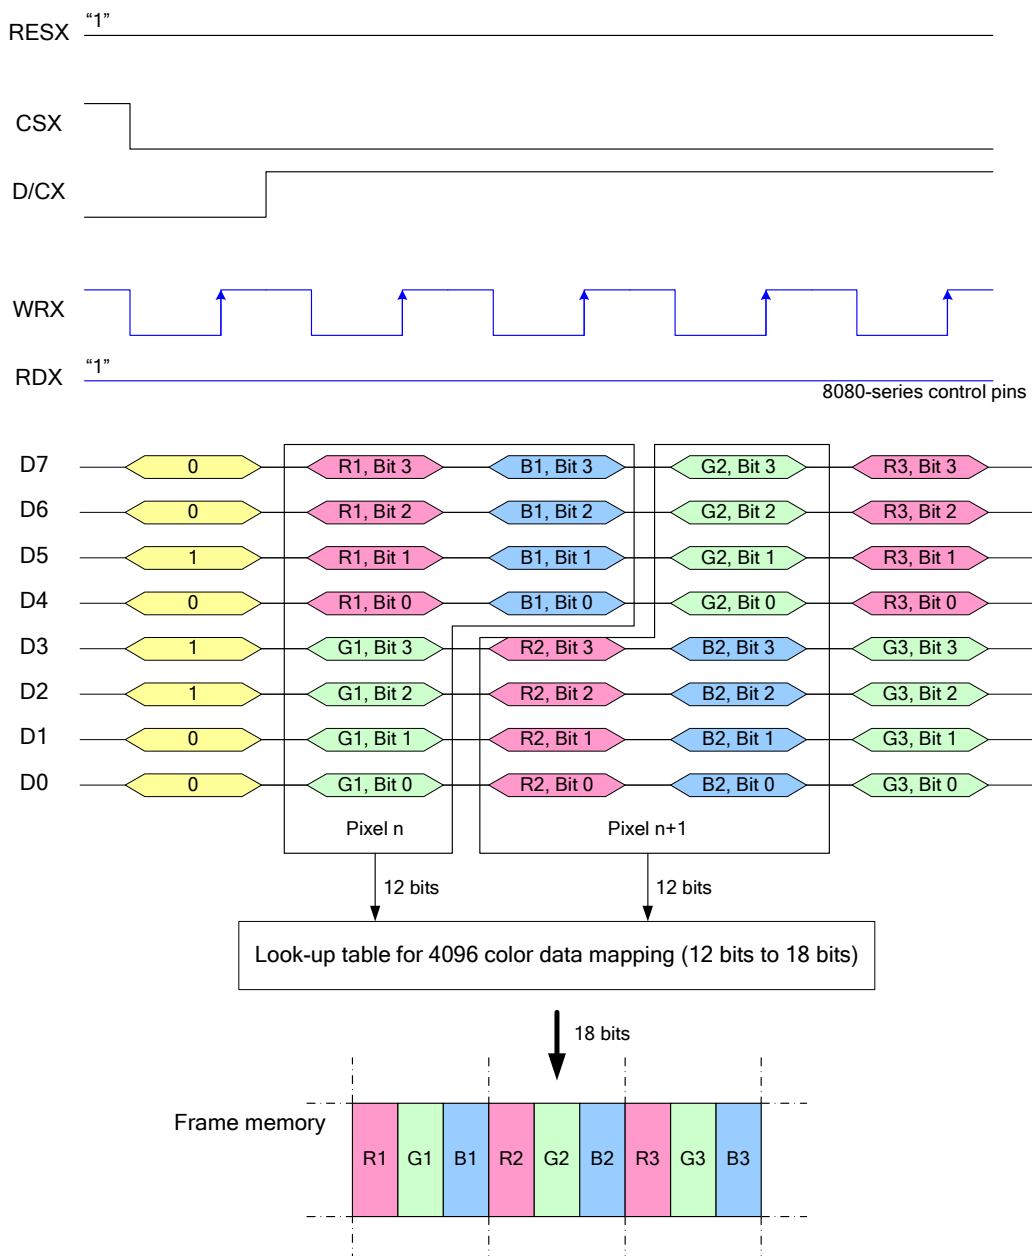 RESX “1”
CSX
D/CX
WRX
RDX “1”
8080-series control pins
D7 0 R1, Bit 3 B1, Bit 3 G2, Bit 3 R3, Bit 3
D6 0 R1, Bit 2 B1, Bit 2 G2, Bit 2 R3, Bit 2
D5 1 R1, Bit 1 B1, Bit 1 G2, Bit 1 R3, Bit 1
D4 0 R1, Bit 0 B1, Bit 0 G2, Bit 0 R3, Bit 0
D3 1 G1, Bit 3 R2, Bit 3 B2, Bit 3 G3, Bit 3
D2 1 G1, Bit 2 R2, Bit 2 B2, Bit 2 G3, Bit 2
D1 0 G1, Bit 1 R2, Bit 1 B2, Bit 1 G3, Bit 1
D0 0 G1, Bit 0 R2, Bit 0 B2, Bit 0 G3, Bit 0
Pixel n Pixel n+1
12 bits 12 bits
Look-up table for 4096 color data mapping (12 bits to 18 bits)
18 bits
Frame memory
R1 G1 B1 R2 G2 B2 R3 G3 B3